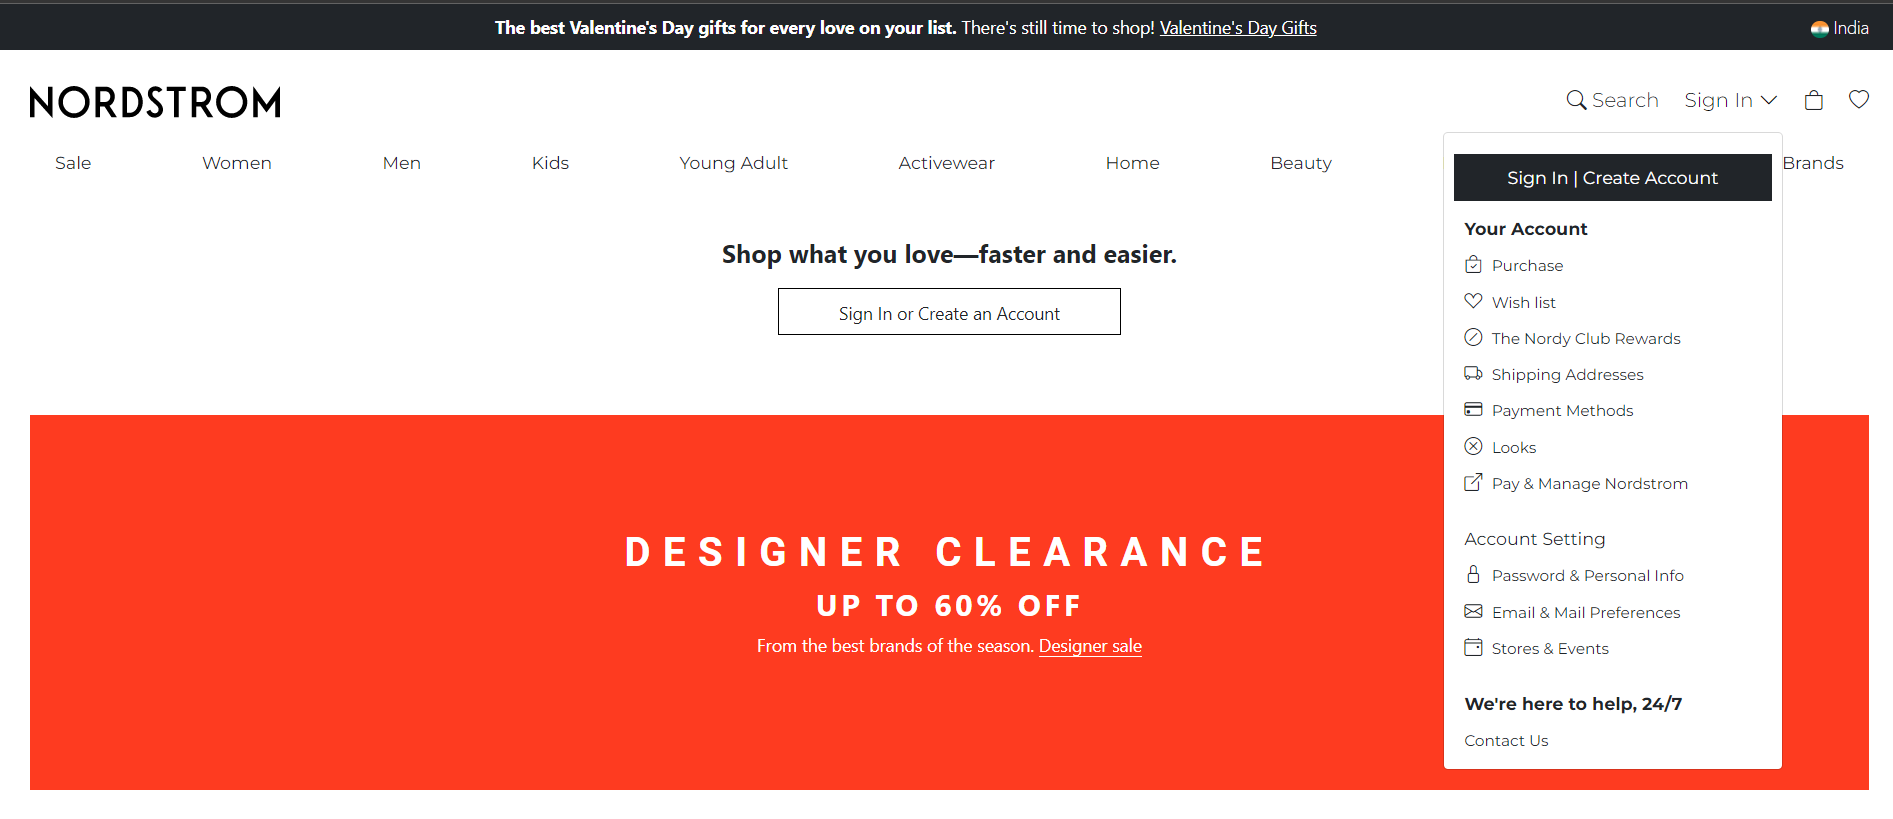 The best Valentine's Day gifts for every love on your list. There's still time to shop! Valentine's Day Gifts
India
NORDSTROM
Search
Sign In
Sale
Women
Men
Kids
Young Adult
Activewear
Home
Beauty
Brands
Shop what you love—faster and easier.
Sign In or Create an Account
DESIGNER CLEARANCE
UP TO 60% OFF
From the best brands of the season. Designer sale
Sign In | Create Account
Your Account
Purchase
Wish list
The Nordy Club Rewards
Shipping Addresses
Payment Methods
Looks
Pay & Manage Nordstrom
Account Setting
Password & Personal Info
Email & Mail Preferences
Stores & Events
We're here to help, 24/7
Contact Us